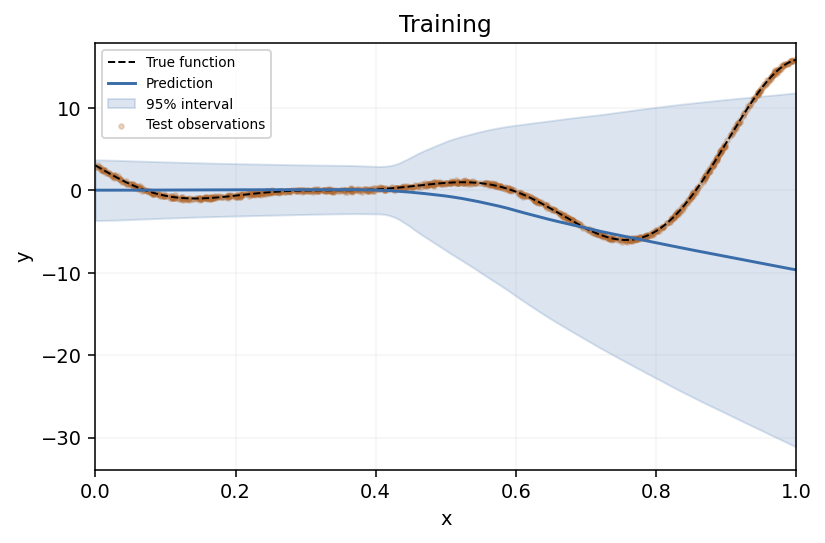 Training
True function
Prediction
95% interval
Test observations
10
0
−10
−20
−30
y
0.0 0.2 0.4 0.6 0.8 1.0
x